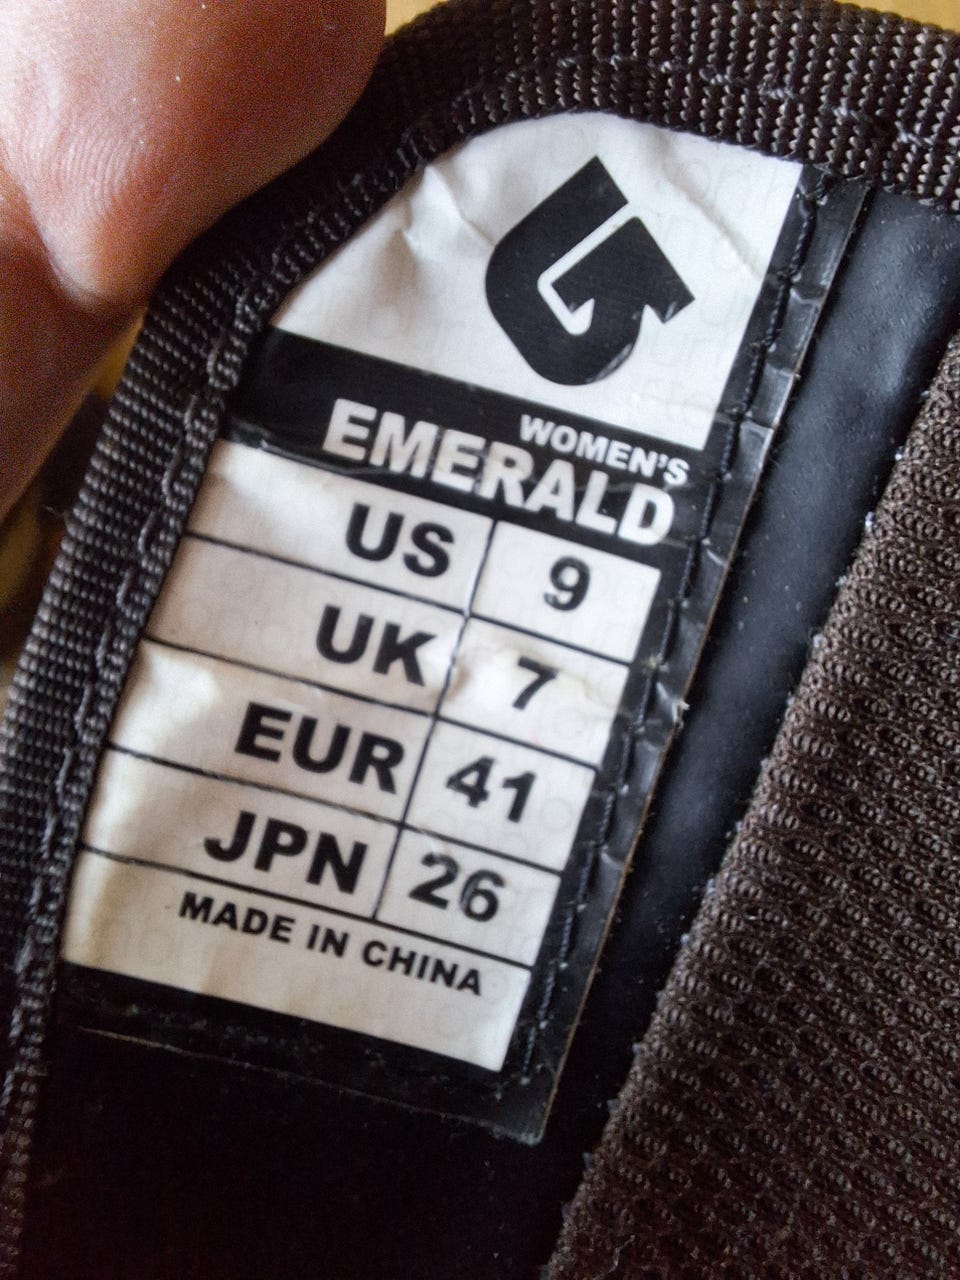 WOMEN'S
EMERALD
US 9
UK 7
EUR 41
JPN 26
MADE IN CHINA